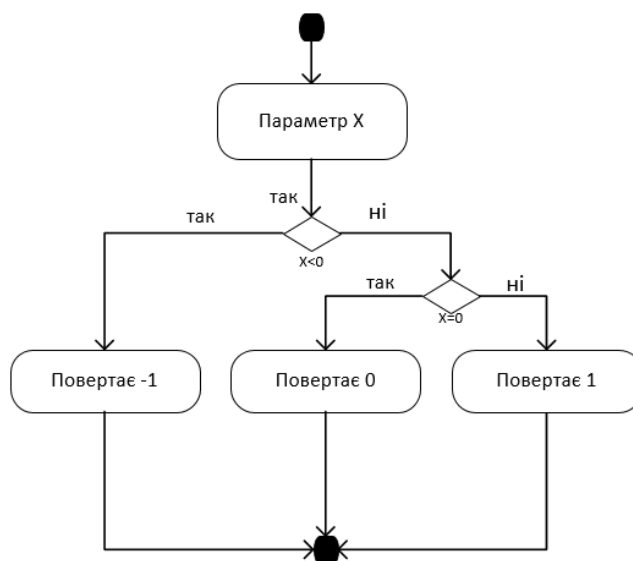 Параметр X
так
так
ні
X<0
так
ні
X=0
Повертає -1
Повертає 0
Повертає 1